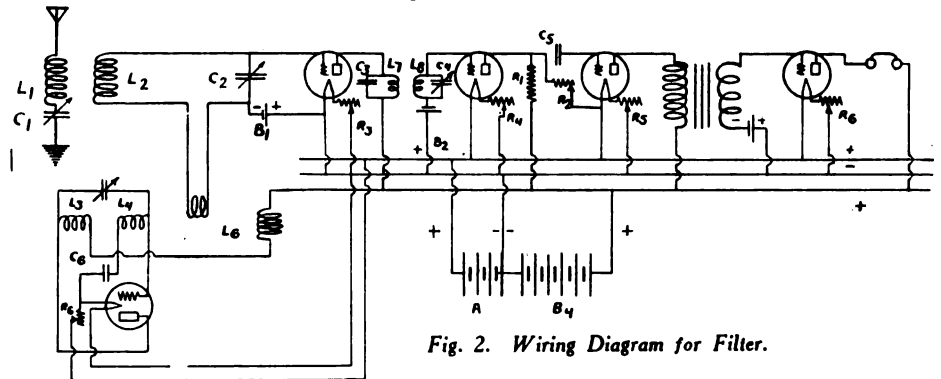 L1
C1
L2
C2
B1
R3
C3
L7
L8
C4
B2
R4
R1
C5
R2
R5
R6
L3
L4
C6
R6
L6
A
B4
Fig. 2. Wiring Diagram for Filter.